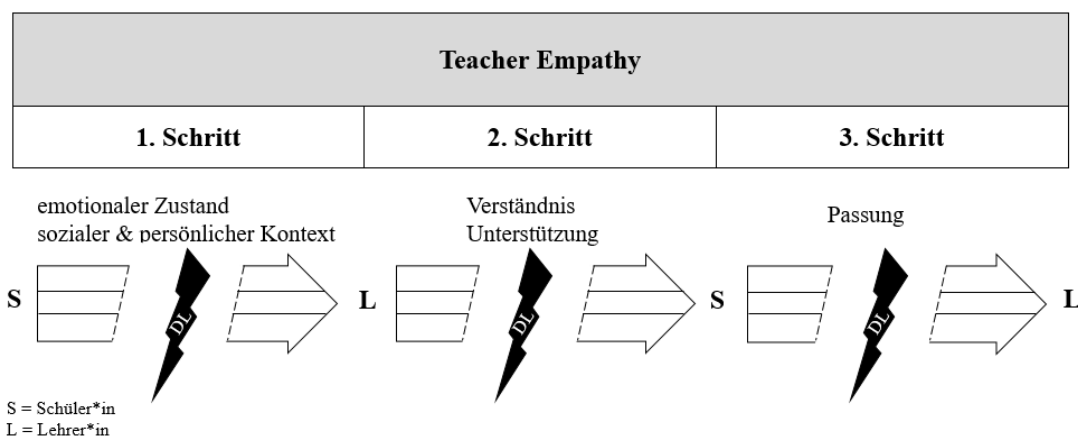 Teacher Empathy
1. Schritt
2. Schritt
3. Schritt
emotionaler Zustand
sozialer & persönlicher Kontext
Verständnis
Unterstützung
Passung
S
DL
L
DL
S
DL
L
S = Schüler*in
L = Lehrer*in